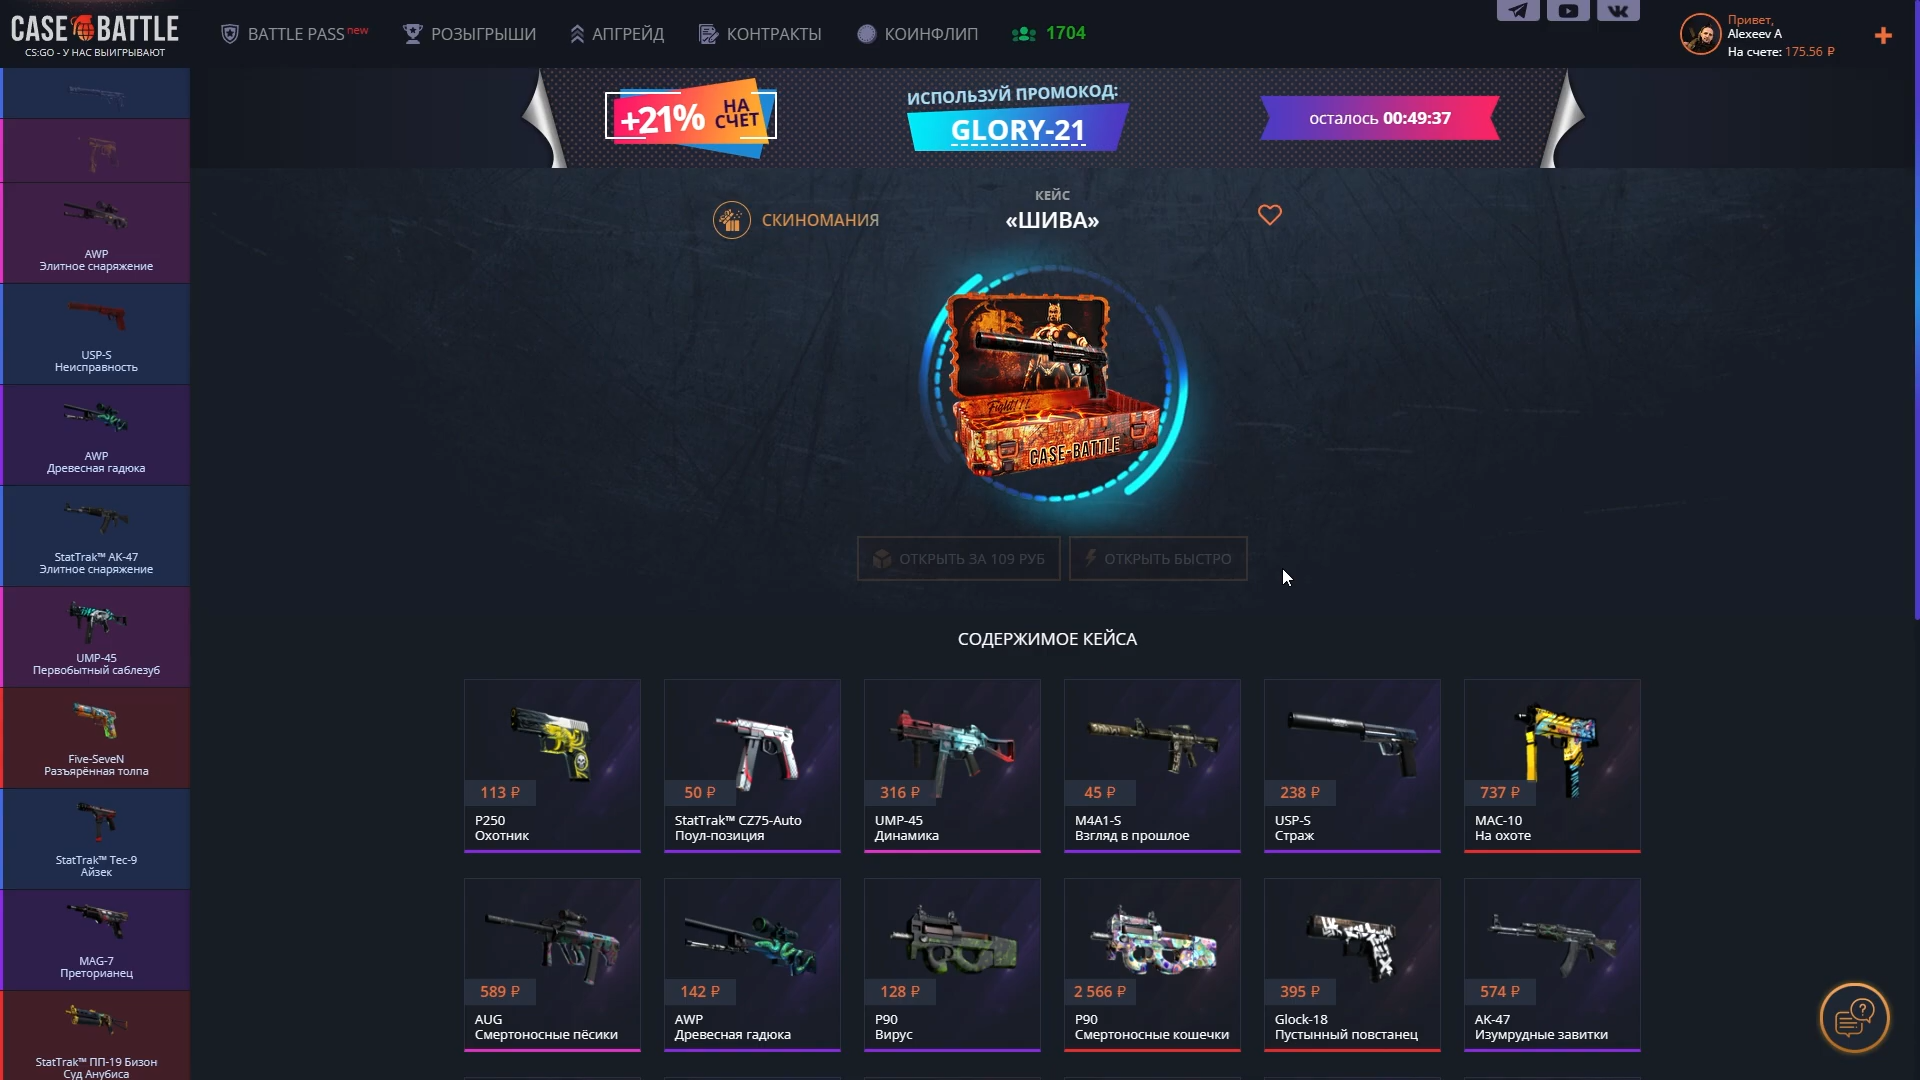 CASE BATTLE
CS:GO - У НАС ВЫИГРЫВАЮТ
BATTLE PASS new
РОЗЫГРЫШИ
АПГРЕЙД
КОНТРАКТЫ
КОИНФЛИП
1704
Привет,
Alexeev A
На счете: 175.56 ₽
+21% НА СЧЕТ
ИСПОЛЬЗУЙ ПРОМОКОД:
GLORY-21
осталось 00:49:37
AWP
Элитное снаряжение
USP-S
Неисправность
AWP
Древесная гадюка
StatTrak™ AK-47
Элитное снаряжение
UMP-45
Первобытный саблезуб
Five-SeveN
Разъярённая толпа
StatTrak™ Tec-9
Айзек
MAG-7
Преторианец
StatTrak™ ПП-19 Бизон
Суд Анубиса
СКИНОМАНИЯ
КЕЙС
«ШИВА»
Fight!!!
CASE-BATTLE
ОТКРЫТЬ ЗА 109 РУБ
ОТКРЫТЬ БЫСТРО
СОДЕРЖИМОЕ КЕЙСА
113 ₽
P250
Охотник
50 ₽
StatTrak™ CZ75-Auto
Поул-позиция
316 ₽
UMP-45
Динамика
45 ₽
M4A1-S
Взгляд в прошлое
238 ₽
USP-S
Страж
737 ₽
MAC-10
На охоте
589 ₽
AUG
Смертоносные пёсики
142 ₽
AWP
Древесная гадюка
128 ₽
P90
Вирус
2 566 ₽
P90
Смертоносные кошечки
395 ₽
Glock-18
Пустынный повстанец
574 ₽
AK-47
Изумрудные завитки